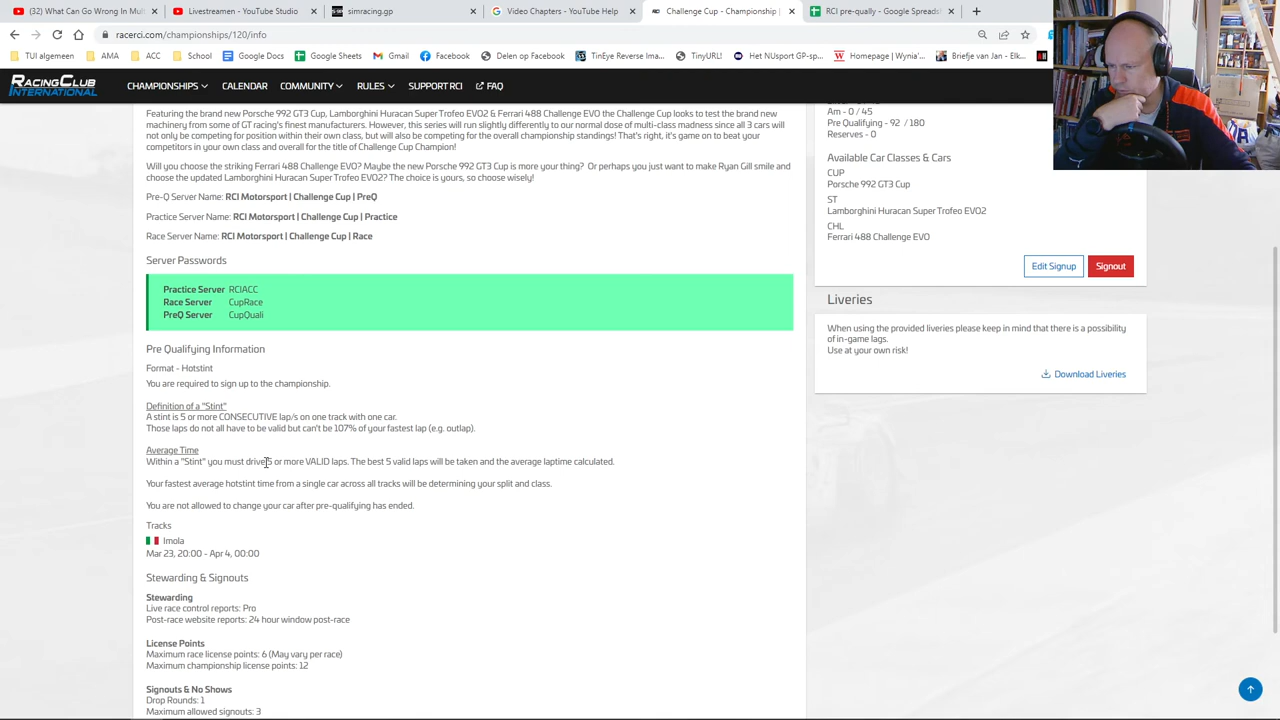 (32) What Can Go Wrong In Mult
Livestreamen - YouTube Studio
simracing.gp
Video Chapters - YouTube Help
Challenge Cup - Championship
RCI pre-qually - Google Spreads
racerci.com/championships/120/info
TUI algemeen
AMA
ACC
School
Google Docs
Google Sheets
Gmail
Facebook
Delen op Facebook
TinEye Reverse Ima...
TinyURL!
Het NUsport GP-sp...
Homepage | Wynia'...
Briefje van Jan - Elk...
RACINGCLUB
INTERNATIONAL
CHAMPIONSHIPS
CALENDAR
COMMUNITY
RULES
SUPPORT RCI
FAQ
Featuring the brand new Porsche 992 GT3 Cup, Lamborghini Huracan Super Trofeo EVO2 & Ferrari 488 Challenge EVO the Challenge Cup looks to test the brand new
machinery from some of GT racing's finest manufacturers. However, this series will run slightly differently to our normal dose of multi-class madness since all 3 cars will
not only be competing for position within their own class, but will also be competing for the overall championship standings! That's right, it's game on to beat your
competitors in your own class and overall for the title of Challenge Cup Champion!
Will you choose the striking Ferrari 488 Challenge EVO? Maybe the new Porsche 992 GT3 Cup is more your thing? Or perhaps you just want to make Ryan Gill smile and
choose the updated Lamborghini Huracan Super Trofeo EVO2? The choice is yours, so choose wisely!
Pre-Q Server Name: RCI Motorsport | Challenge Cup | PreQ
Practice Server Name: RCI Motorsport | Challenge Cup | Practice
Race Server Name: RCI Motorsport | Challenge Cup | Race
Server Passwords
Practice Server RCIACC
Race Server CupRace
PreQ Server CupQuali
Pre Qualifying Information
Format - Hotstint
You are required to sign up to the championship.
Definition of a "Stint"
A stint is 5 or more CONSECUTIVE lap/s on one track with one car.
Those laps do not all have to be valid but can't be 107% of your fastest lap (e.g. outlap).
Average Time
Within a "Stint" you must drive 5 or more VALID laps. The best 5 valid laps will be taken and the average laptime calculated.
Your fastest average hotstint time from a single car across all tracks will be determining your split and class.
You are not allowed to change your car after pre-qualifying has ended.
Tracks
Imola
Mar 23, 20:00 - Apr 4, 00:00
Stewarding & Signouts
Stewarding
Live race control reports: Pro
Post-race website reports: 24 hour window post-race
License Points
Maximum race license points: 6 (May vary per race)
Maximum championship license points: 12
Signouts & No Shows
Drop Rounds: 1
Maximum allowed signouts: 3
Am - 0 / 45
Pre Qualifying - 92 / 180
Reserves - 0
Available Car Classes & Cars
CUP
Porsche 992 GT3 Cup
ST
Lamborghini Huracan Super Trofeo EVO2
CHL
Ferrari 488 Challenge EVO
Edit Signup
Signout
Liveries
When using the provided liveries please keep in mind that there is a possibility
of in-game lags.
Use at your own risk!
Download Liveries